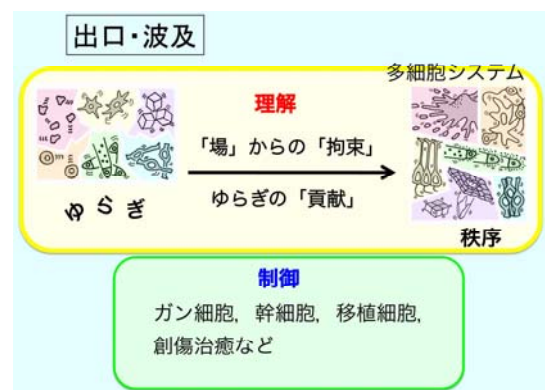 出口・波及
多細胞システム
理解
「場」からの「拘束」
ゆらぎの「貢献」
ゆらぎ
秩序
制御
ガン細胞, 幹細胞, 移植細胞,
創傷治癒など